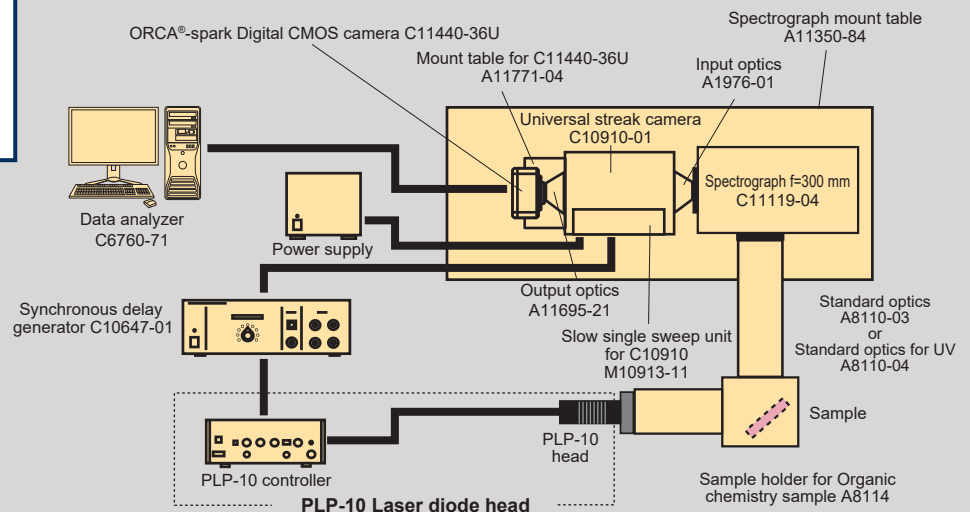 ORCA®-spark Digital CMOS camera C11440-36U
Spectrograph mount table
A11350-84
Mount table for C11440-36U
A11771-04
Input optics
A1976-01
Universal streak camera
C10910-01
Spectrograph f=300 mm
C11119-04
Data analyzer
C6760-71
Power supply
Output optics
A11695-21
Synchronous delay
generator C10647-01
Slow single sweep unit
for C10910
M10913-11
Standard optics
A8110-03
or
Standard optics for UV
A8110-04
PLP-10
head
Sample
PLP-10 controller
Sample holder for Organic
chemistry sample A8114
PLP-10 Laser diode head